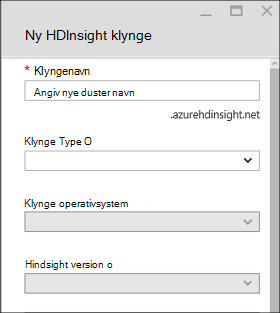 Ny HDInsight klynge
* Klyngenavn
Angiv nye duster navn
.azurehdinsight.net
Klynge Type O
Klynge operativsystem
Hindsight version o